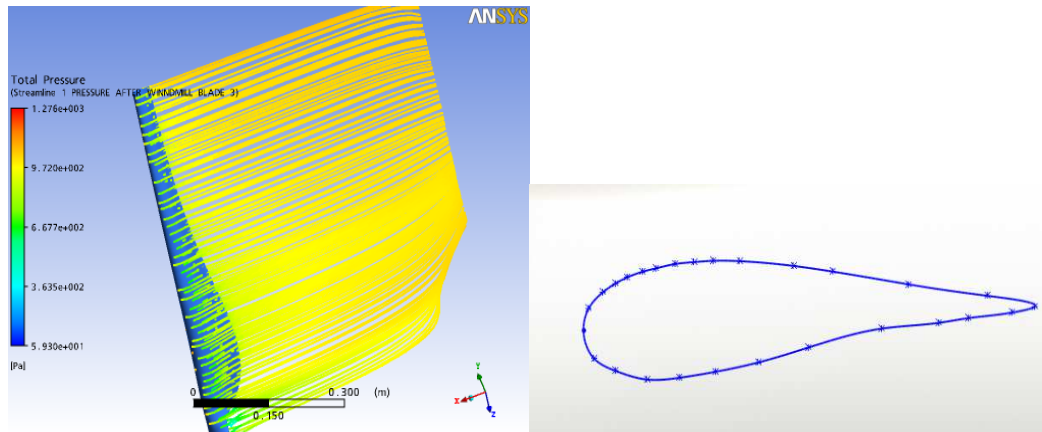 ANSYS
Total Pressure
(Streamline 1 PRESSURE AFTER WINNDMILL BLADE 3)
1.276e+003
9.720e+002
6.677e+002
3.635e+002
5.930e+001
[Pa]
0 0.300 (m)
0.150
Y
X
Z